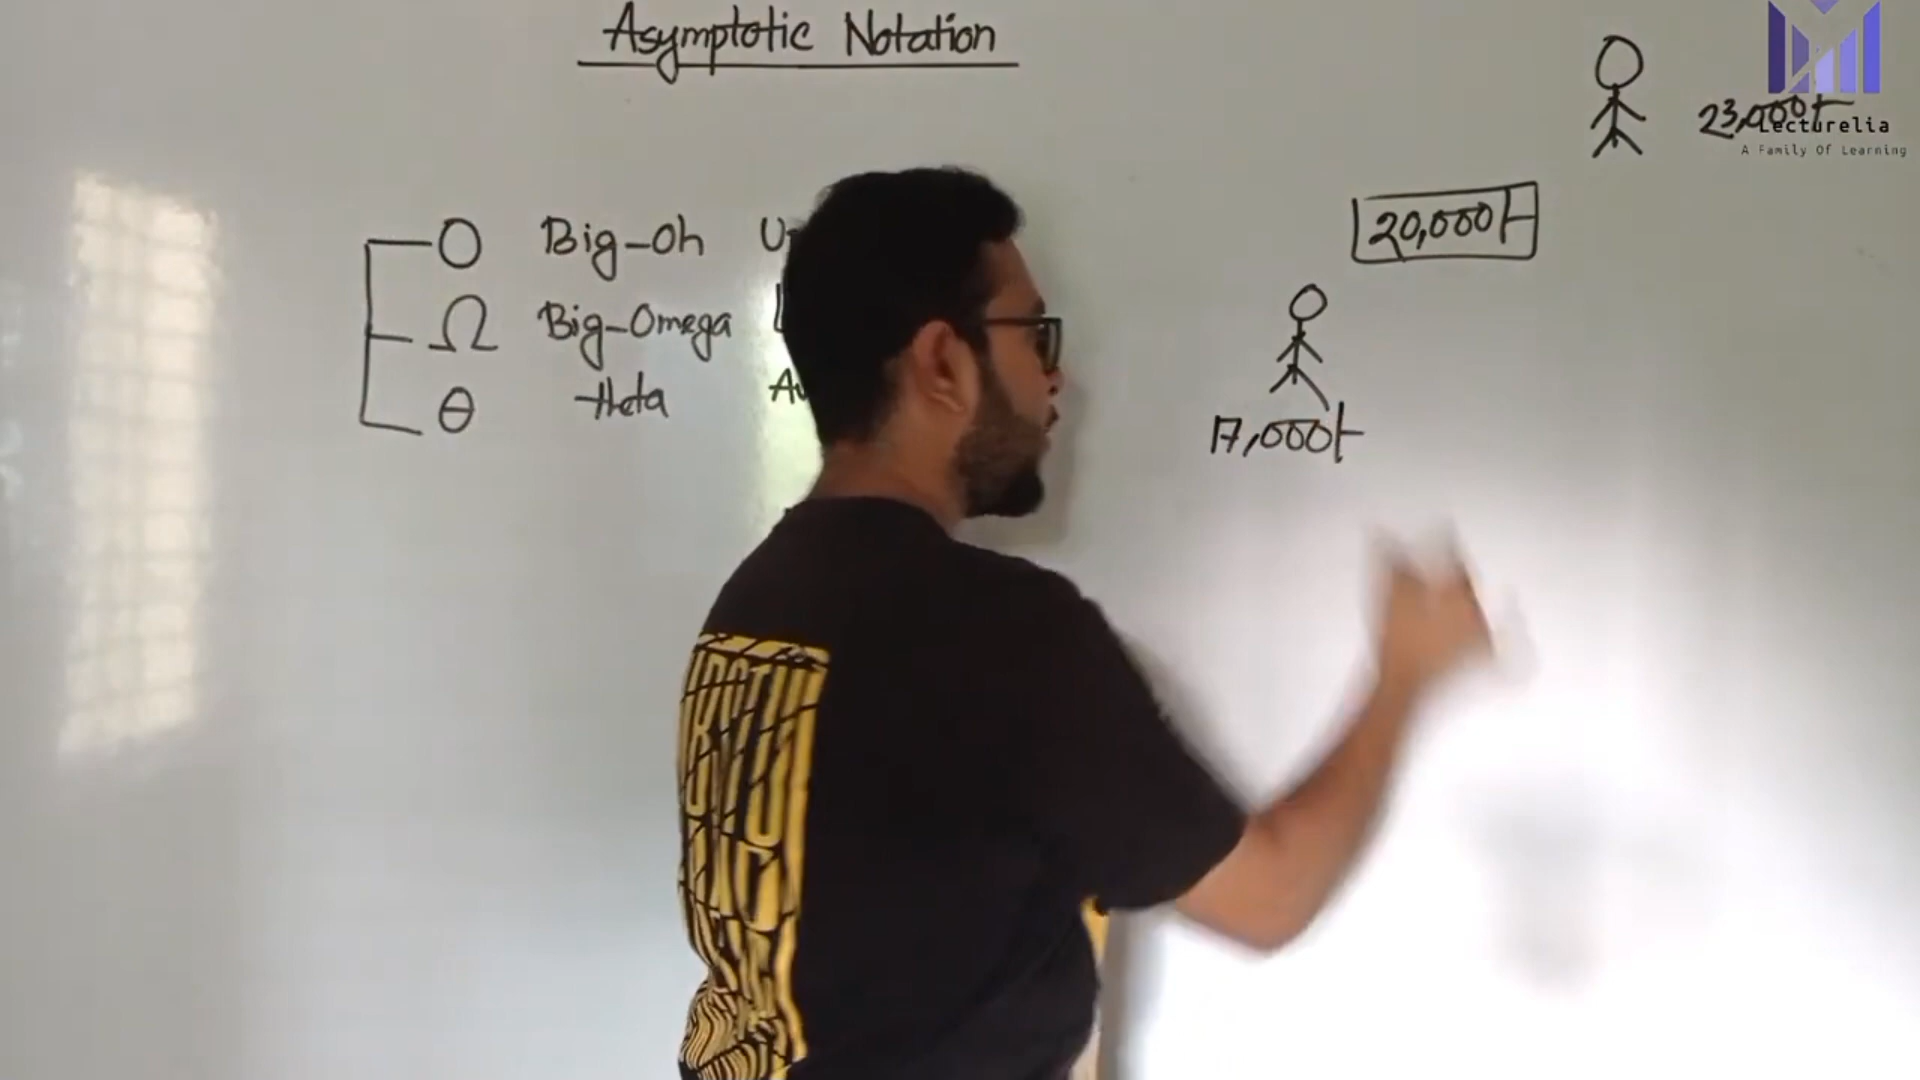 Asymptotic Notation
O Big-Oh
Ω Big-Omega
θ theta
23,000/-
Lecturelia
A Family Of Learning
20,000/-
17,000/-